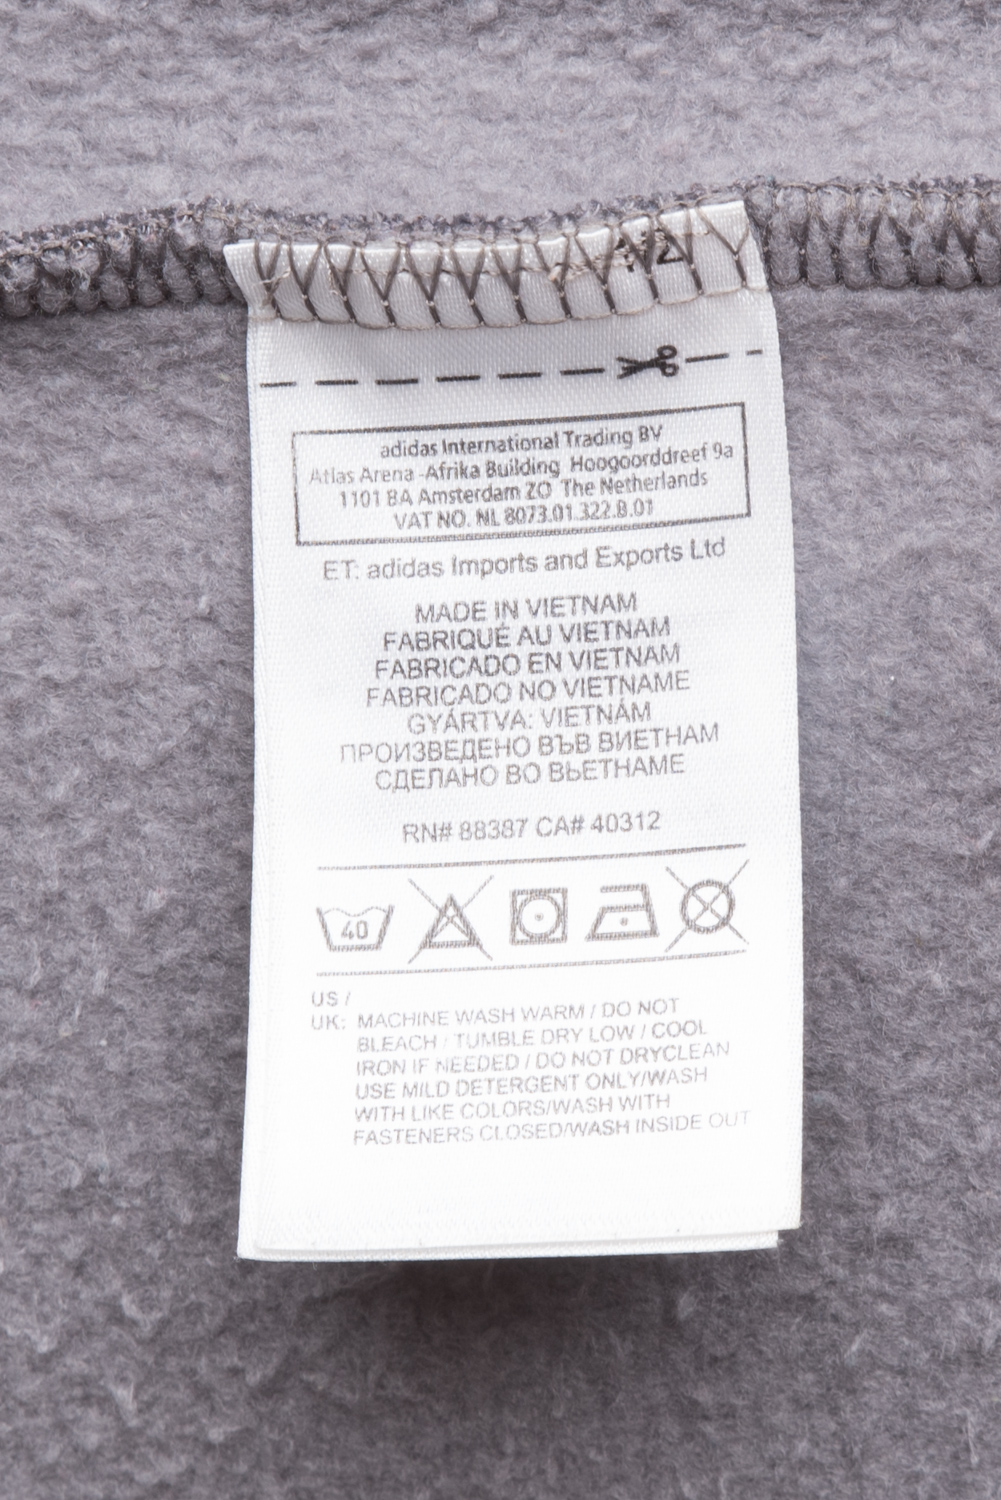 adidas International Trading BV
Atlas Arena -Afrika Building Hoogoorddreef 9a
1101 BA Amsterdam ZO The Netherlands
VAT NO. NL 8073.01.322.B.01
ET: adidas Imports and Exports Ltd
MADE IN VIETNAM
FABRIQUÉ AU VIETNAM
FABRICADO EN VIETNAM
FABRICADO NO VIETNAME
GYÁRTVA: VIETNÁM
ПРОИЗВЕДЕНО ВЪВ ВИЕТНАМ
СДЕЛАНО ВО ВЬЕТНАМЕ
RN# 88387 CA# 40312
40
US /
UK: MACHINE WASH WARM / DO NOT
BLEACH / TUMBLE DRY LOW / COOL
IRON IF NEEDED / DO NOT DRYCLEAN
USE MILD DETERGENT ONLY/WASH
WITH LIKE COLORS/WASH WITH
FASTENERS CLOSED/WASH INSIDE OUT